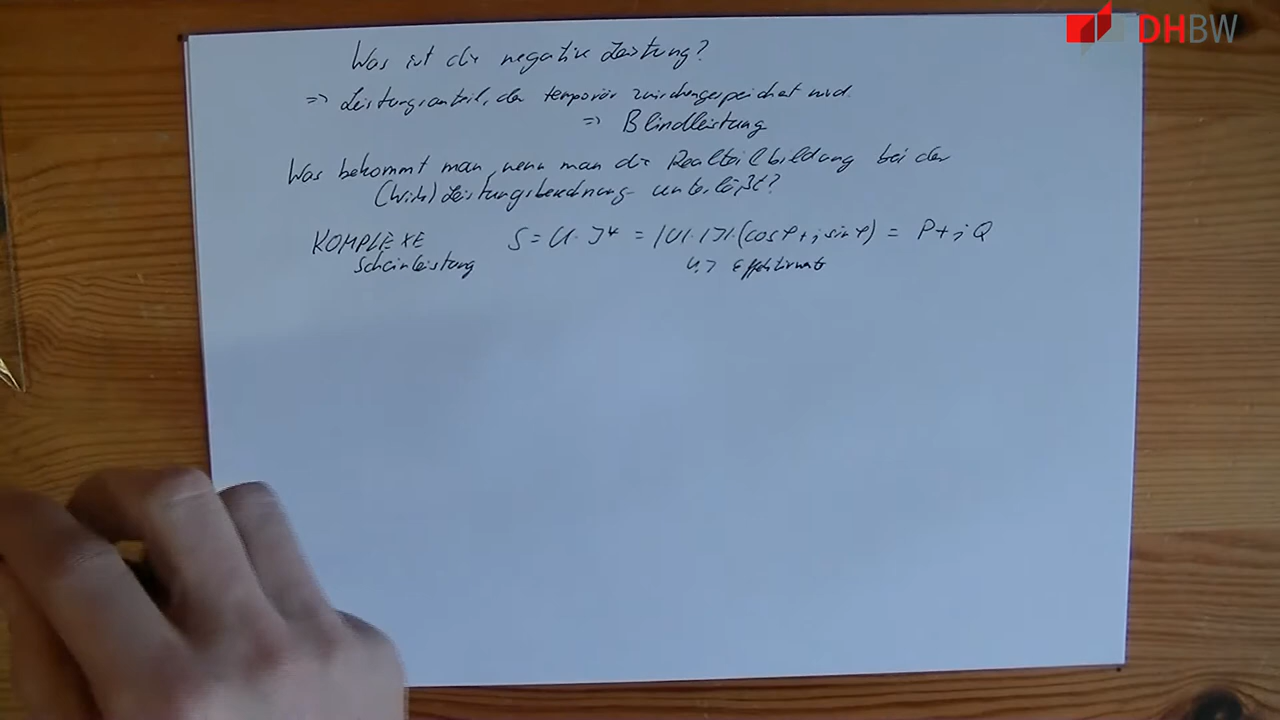 DHBW
Was ist die negative Leistung?
=> Leistungsanteil, der temporär zwischengespeichert wird.
=> Blindleistung
Was bekommt man, wenn man die Realteilbildung bei der
(Wirk)Leistungsberechnung unterläßt?
KOMPLEXE S = U · I* = |U|·|I|·(cos φ + j sin φ) = P + j Q
Scheinleistung ↳ Effektivwerte